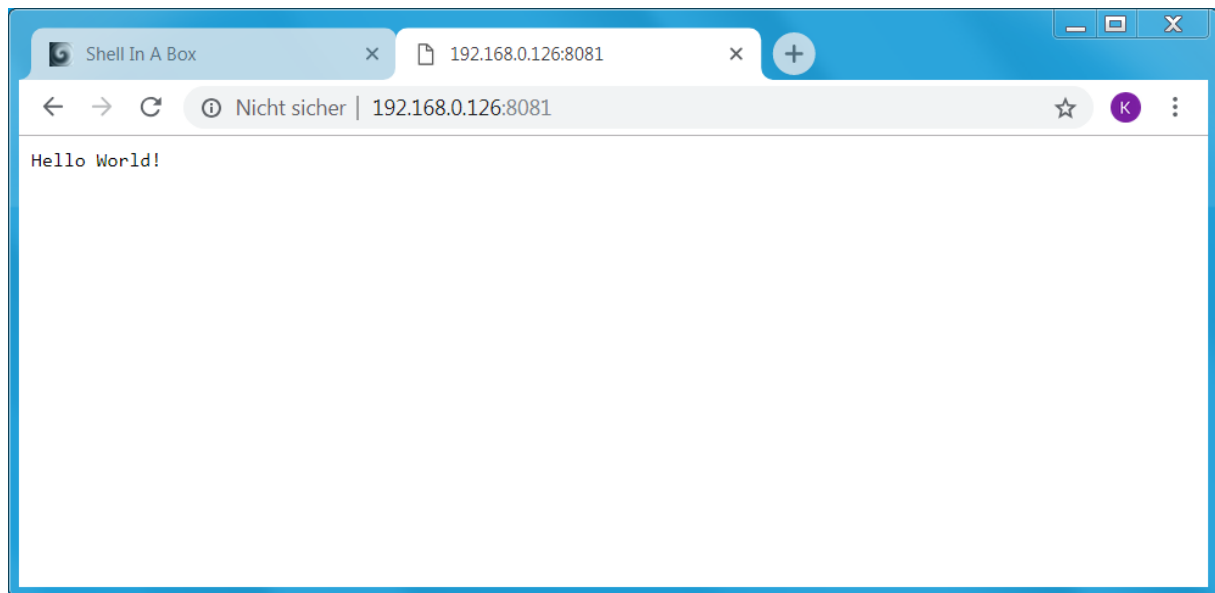 Shell In A Box
192.168.0.126:8081
Nicht sicher | 192.168.0.126:8081
K
Hello World!